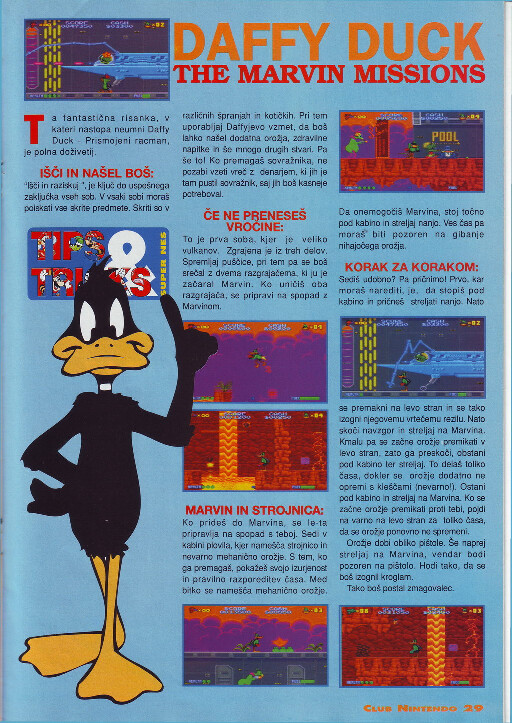 DAFFY DUCK
THE MARVIN MISSIONS
Ta fantastična risanka, v
kateri nastopa neumni Daffy
Duck - Prismojeni racman,
je polna doživetij.
IŠČI IN NAŠEL BOŠ:
"Išči in raziskuj ", je ključ do uspešnega
zaključka vseh sob. V vsaki sobi moraš
poiskati vse skrite predmete. Skriti so v
TIPS &
TRICKS
SUPER NES
različnih špranjah in kotičkih. Pri tem
uporabljaj Daffyjevo vzmet, da boš
lahko našel dodatna orožja, zdravilne
napitke in še mnogo drugih stvari. Pa
še to! Ko premagaš sovražnika, ne
pozabi vzeti vreč z denarjem, ki jih je
tam pustil sovražnik, saj jih boš kasneje
potreboval.
ČE NE PRENESEŠ
VROČINE:
To je prva soba, kjer je veliko
vulkanov. Zgrajena je iz treh delov.
Spremljaj puščice, pri tem pa se boš
srečal z dvema razgrajačema, ki ju je
začaral Marvin. Ko uničiš oba
razgrajača, se pripravi na spopad z
Marvinom.
MARVIN IN STROJNICA:
Ko prideš do Marvina, se le-ta
pripravlja na spopad s teboj. Sedi v
kabini plovila, kjer namešča strojnico in
nevarno mehanično orožje. S tem, ko
ga premagaš, pokažeš svojo izurjenost
in pravilno razporeditev časa. Med
bitko se namešča mehanično orožje.
POOL
Da onemogočiš Marvina, stoj točno
pod kabino in streljaj nanj. Ves čas pa
moraš biti pozoren na gibanje
nihajočega orožja.
KORAK ZA KORAKOM:
Sediš udobno? Pa pričnimo! Prvo, kar
moraš narediti, je, da stopiš pod
kabino in pričneš streljati nanjo. Nato
se premakni na levo stran in se tako
izogni njegovemu vrtečemu rezilu. Nato
skoči navzgor in streljaj na Marvina.
Kmalu pa se začne orožje premikati v
levo stran, zato ga preskoči, obstani
pod kabino ter streljaj. To delaš toliko
časa, dokler se orožje dodatno ne
opremi s kleščami (nevarno!). Ostani
pod kabino in streljaj na Marvina. Ko se
začne orožje premikati proti tebi, pojdi
na varno na levo stran za toliko časa,
da se orožje ponovno ne spremeni.
Orožje dobi obliko pištole. Še naprej
streljaj na Marvina, vendar bodi
pozoren na pištolo. Hodi tako, da se
boš izognil kroglam.
Tako boš postal zmagovalec.
CLUB NINTENDO 29